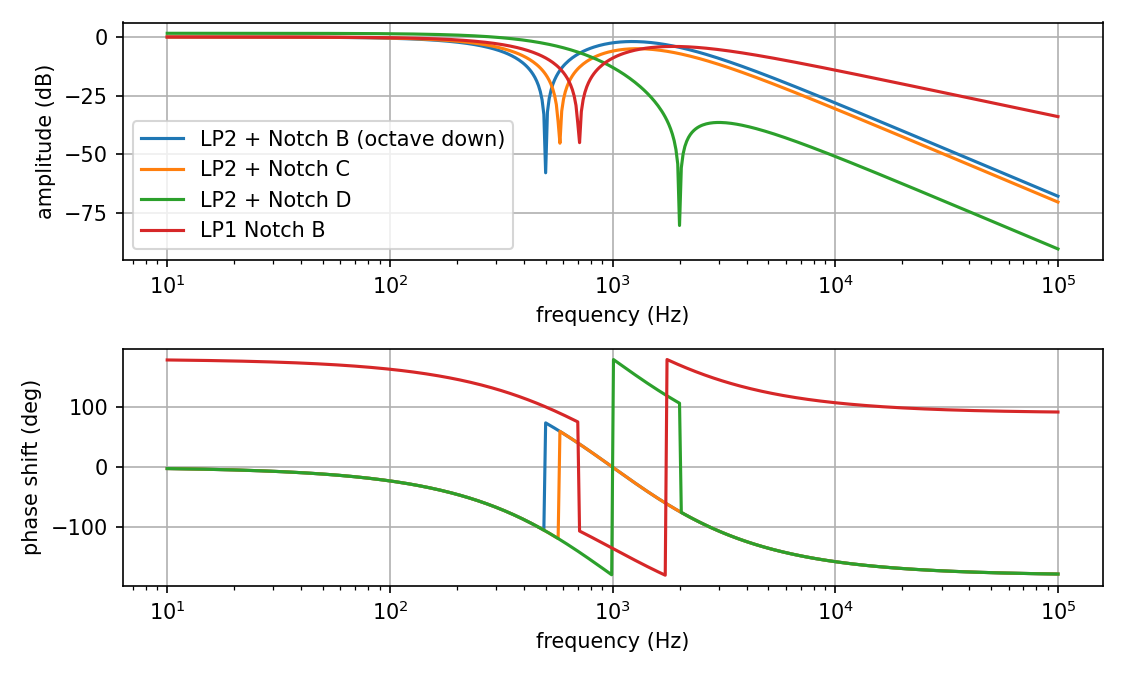 amplitude (dB)
0
−25
−50
−75
LP2 + Notch B (octave down)
LP2 + Notch C
LP2 + Notch D
LP1 Notch B
10¹ 10² 10³ 10⁴ 10⁵
frequency (Hz)
phase shift (deg)
100
0
−100
10¹ 10² 10³ 10⁴ 10⁵
frequency (Hz)